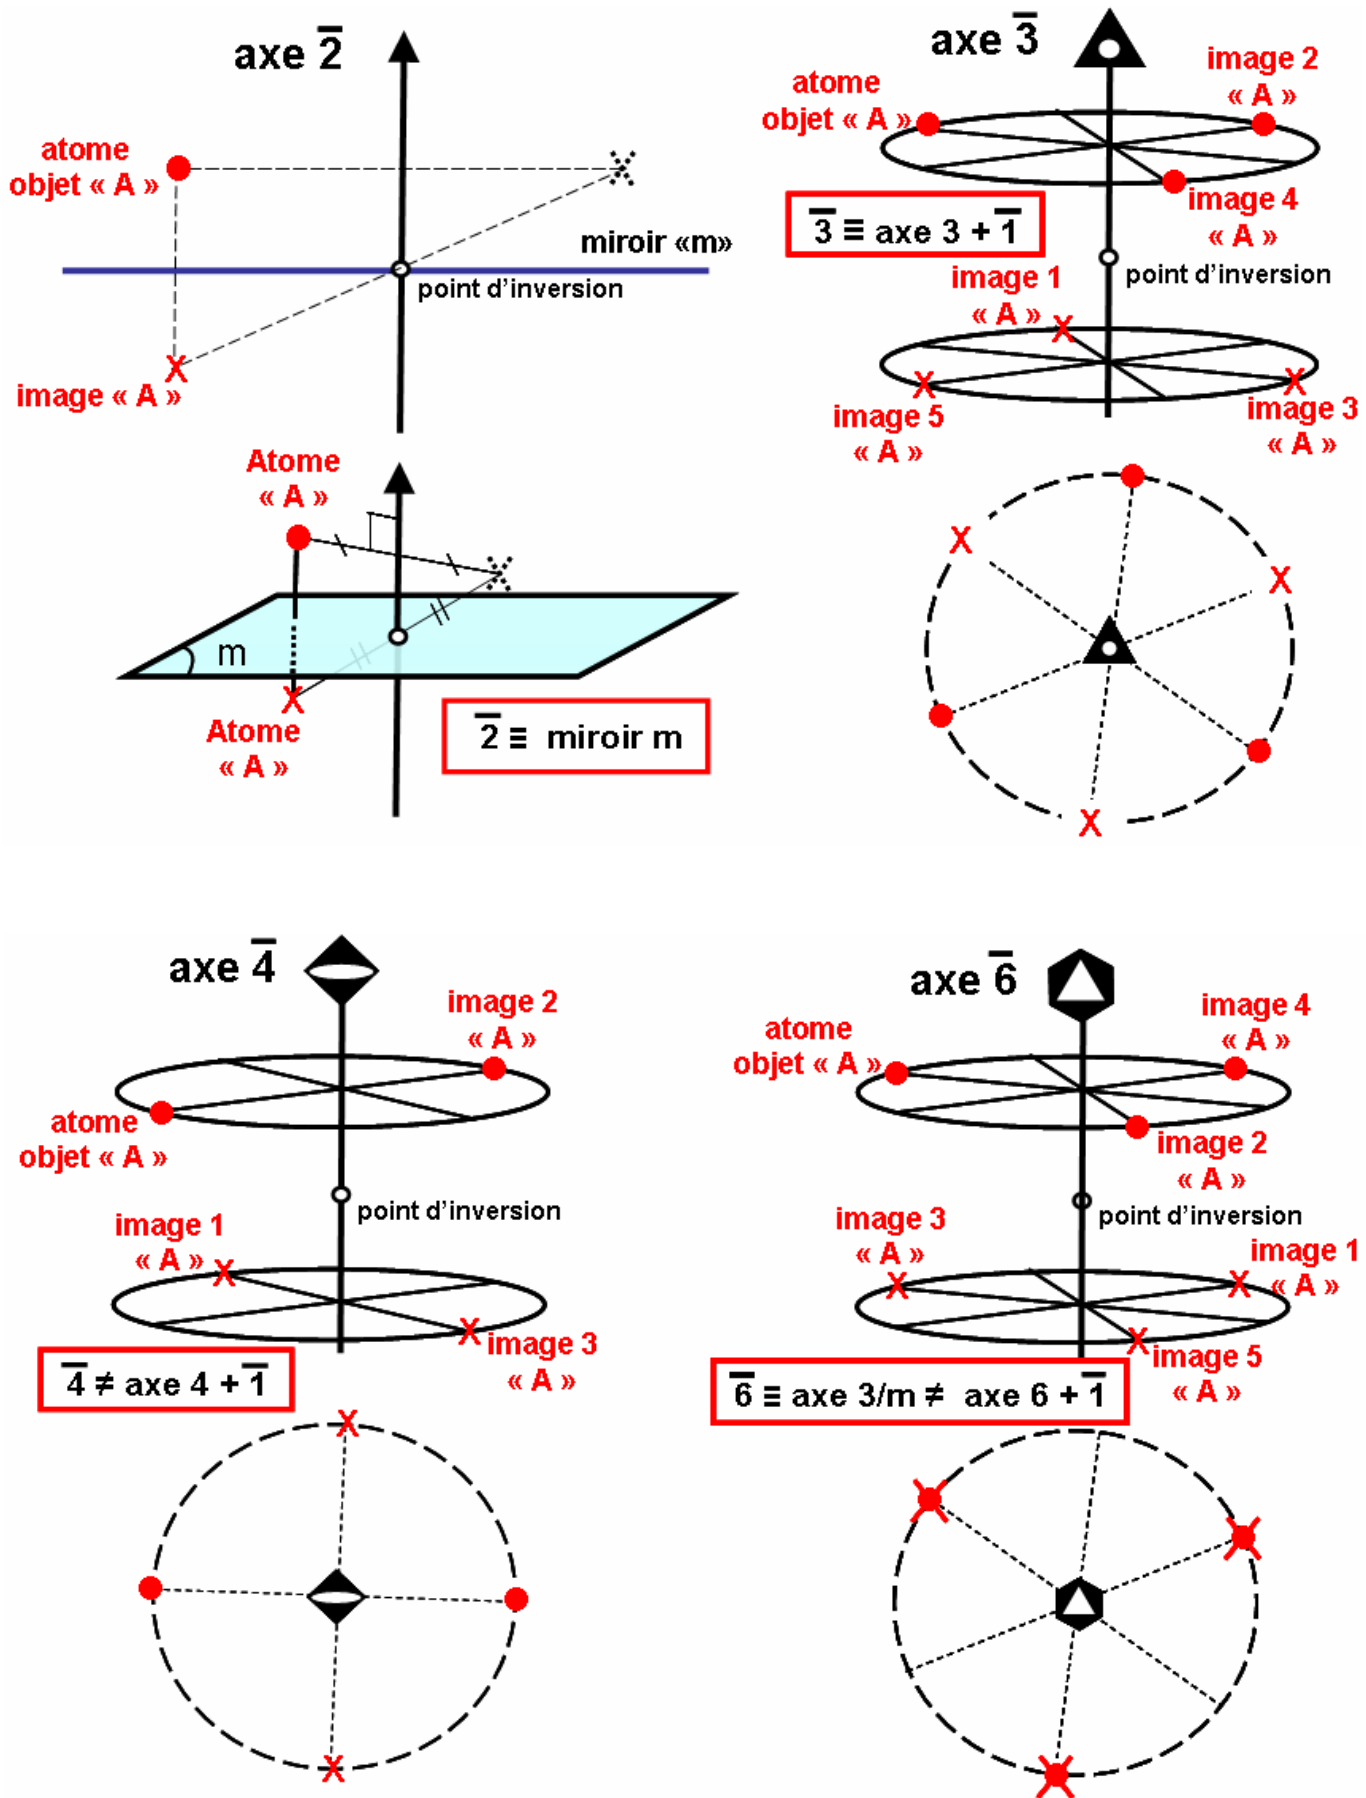 axe 2̅
atome
objet « A »
miroir «m»
point d’inversion
image « A »
Atome
« A »
m
Atome
« A »
2̅ ≡ miroir m
axe 3̅
atome
objet « A »
image 2
« A »
image 4
« A »
3̅ ≡ axe 3 + 1̅
point d’inversion
image 1
« A »
image 5
« A »
image 3
« A »
axe 4̅
image 2
« A »
atome
objet « A »
point d’inversion
image 1
« A »
image 3
« A »
4̅ ≠ axe 4 + 1̅
axe 6̅
atome
objet « A »
image 4
« A »
image 2
« A »
point d’inversion
image 3
« A »
image 1
« A »
image 5
« A »
6̅ ≡ axe 3/m ≠ axe 6 + 1̅